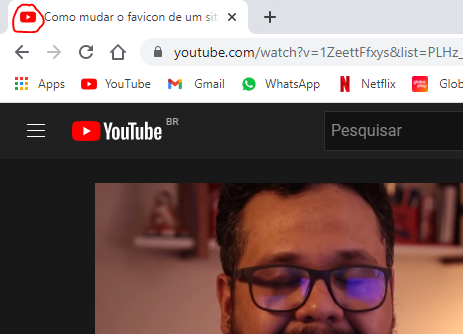 Como mudar o favicon de um sit
youtube.com/watch?v=1ZeettFfxys&list=PLHz_
Apps YouTube Gmail WhatsApp Netflix Glob
YouTube BR
Pesquisar